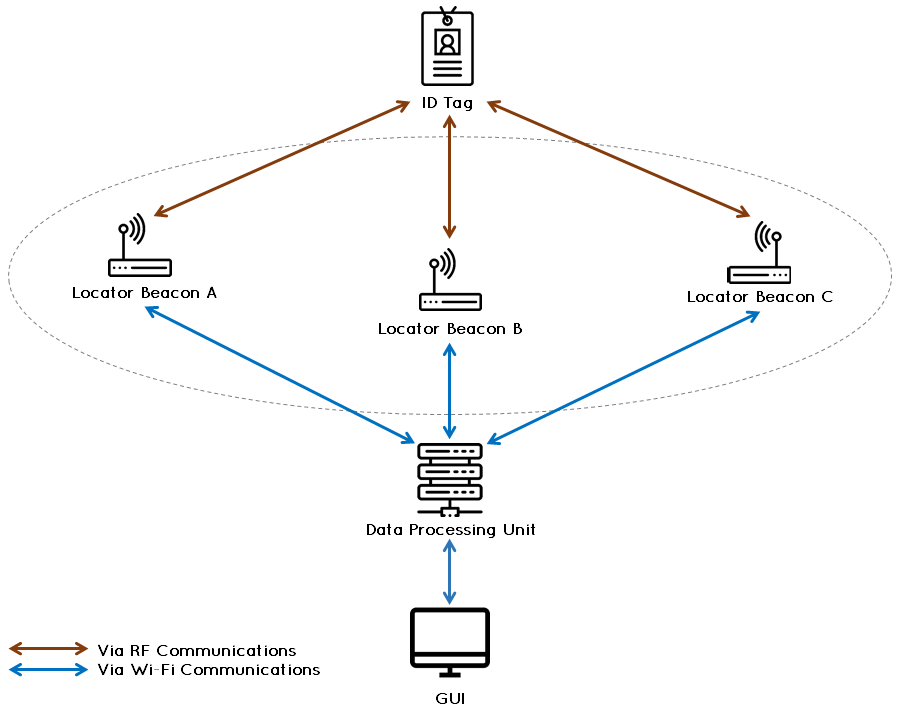 ID Tag
Locator Beacon A
Locator Beacon B
Locator Beacon C
Data Processing Unit
Via RF Communications
Via Wi-Fi Communications
GUI